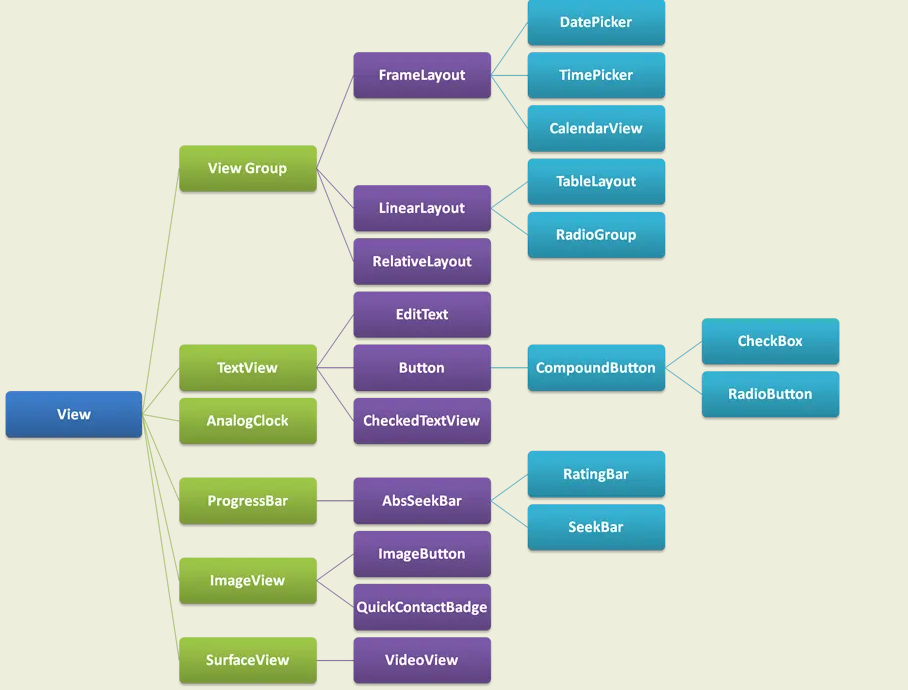 DatePicker
FrameLayout
TimePicker
CalendarView
View Group
TableLayout
LinearLayout
RadioGroup
RelativeLayout
EditText
CheckBox
TextView
Button
CompoundButton
RadioButton
View
AnalogClock
CheckedTextView
RatingBar
ProgressBar
AbsSeekBar
SeekBar
ImageButton
ImageView
QuickContactBadge
SurfaceView
VideoView